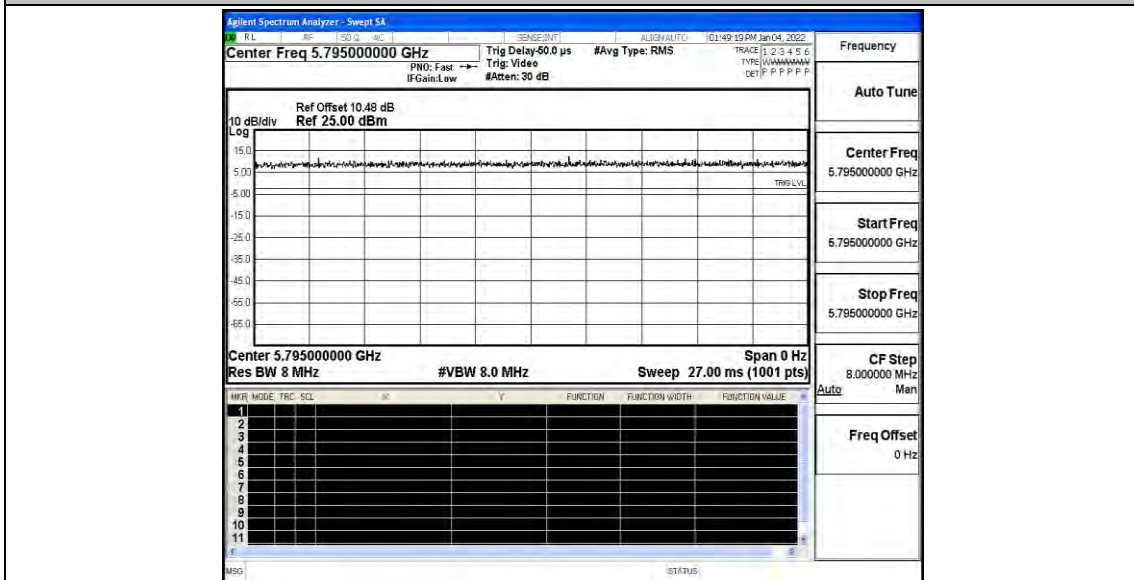 Agilent Spectrum Analyzer - Swept SA
RL RF 50 Ω AC SENSE:INT ALIGNAUTO 01:49:19 PM Jan 04, 2022
Center Freq 5.795000000 GHz
PNO: Fast
IFGain:Low
Trig Delay-50.0 µs
Trig: Video
#Atten: 30 dB
#Avg Type: RMS
TRACE 1 2 3 4 5 6
TYPE
DET P P P P P P
Ref Offset 10.48 dB
10 dB/div Ref 25.00 dBm
Log
15.0
5.00
TRIG LVL
-5.00
-15.0
-25.0
-35.0
-45.0
-55.0
-65.0
Center 5.795000000 GHz Span 0 Hz
Res BW 8 MHz #VBW 8.0 MHz Sweep 27.00 ms (1001 pts)
MKR MODE TRC SCL X Y FUNCTION FUNCTION WIDTH FUNCTION VALUE
1
2
3
4
5
6
7
8
9
10
11
MSG STATUS
Frequency
Auto Tune
Center Freq
5.795000000 GHz
Start Freq
5.795000000 GHz
Stop Freq
5.795000000 GHz
CF Step
8.000000 MHz
Auto Man
Freq Offset
0 Hz